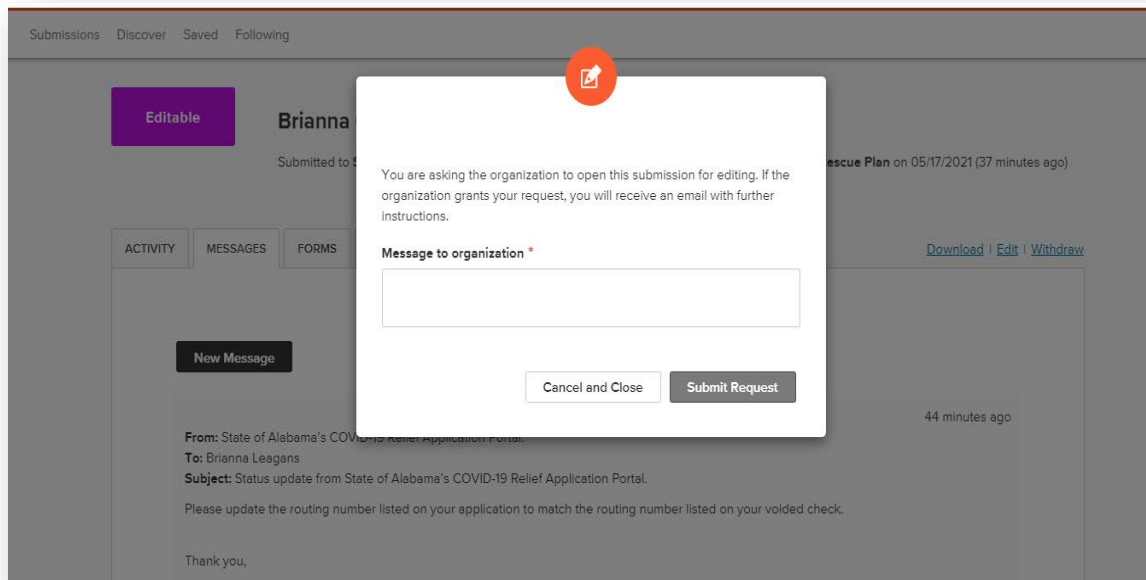 Submissions Discover Saved Following
Editable
Brianna
Submitted to
escue Plan on 05/17/2021 (37 minutes ago)
You are asking the organization to open this submission for editing. If the
organization grants your request, you will receive an email with further
instructions.
Message to organization *
ACTIVITY MESSAGES FORMS
Download | Edit | Withdraw
Cancel and Close Submit Request
New Message
44 minutes ago
From: State of Alabama's COVID-19 Relief Application Portal.
To: Brianna Leagans
Subject: Status update from State of Alabama's COVID-19 Relief Application Portal.
Please update the routing number listed on your application to match the routing number listed on your voided check.
Thank you,